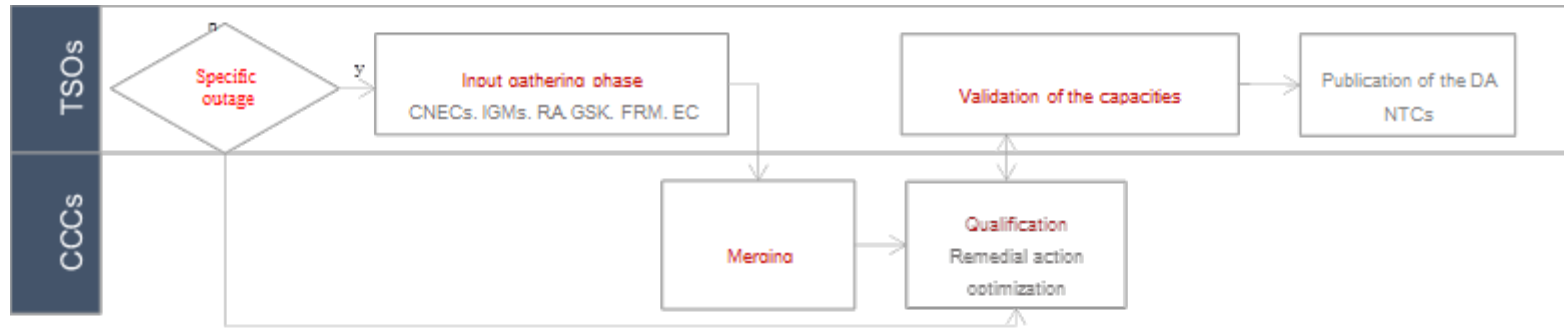 TSOs
Specific
outage
y
Input gathering phase
CNECs. IGMs. RA. GSK. FRM. EC
Validation of the capacities
Publication of the DA
NTCs
CCCs
Merging
Qualification
Remedial action
optimization